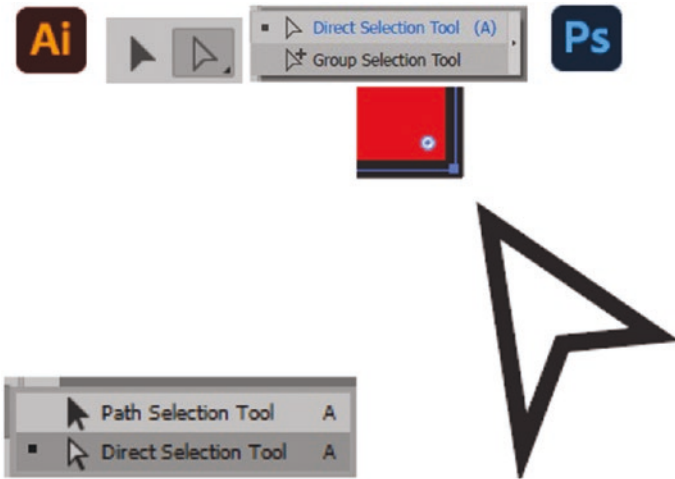 Ai
Direct Selection Tool (A)
Group Selection Tool
Ps
Path Selection Tool A
Direct Selection Tool A